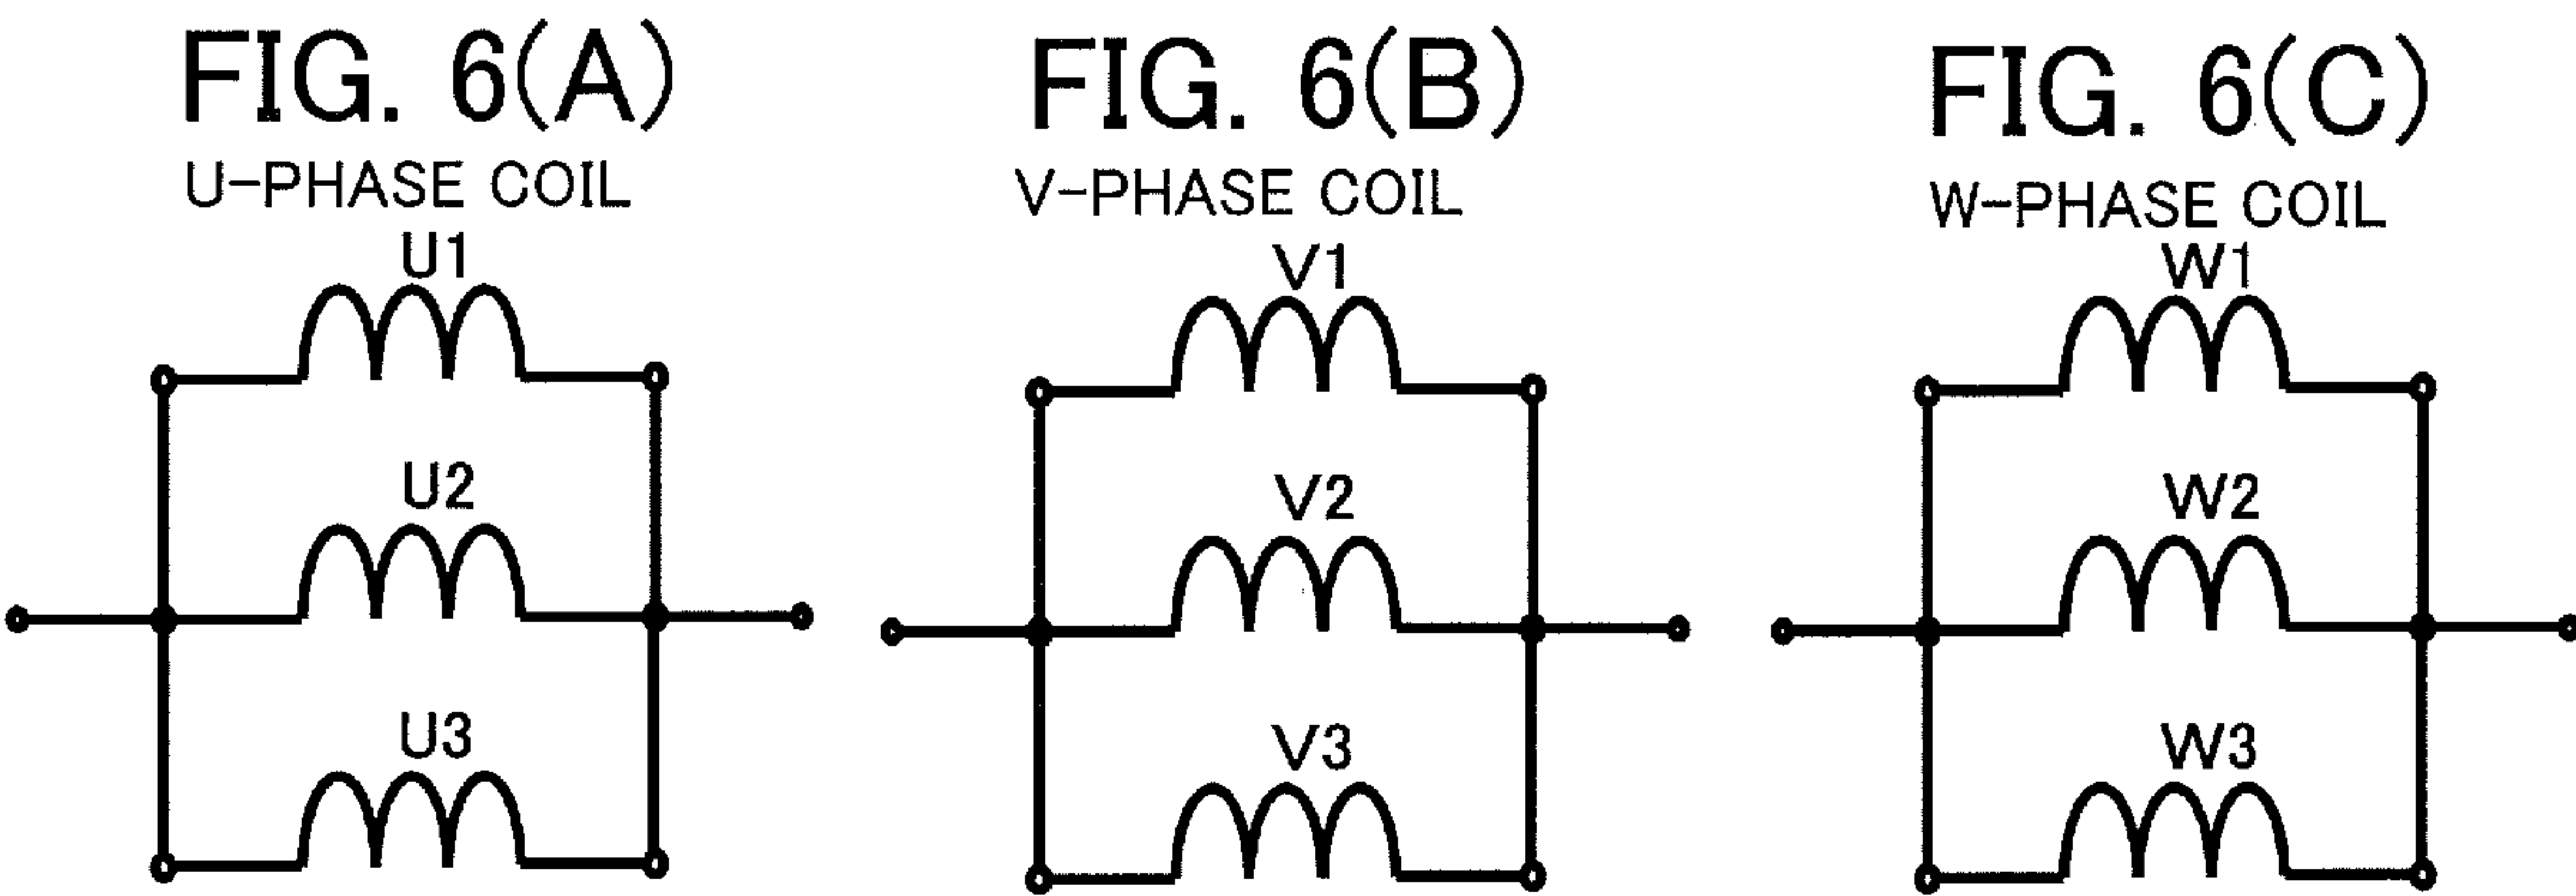 FIG. 6(A)
U-PHASE COIL
U1
U2
U3
FIG. 6(B)
V-PHASE COIL
V1
V2
V3
FIG. 6(C)
W-PHASE COIL
W1
W2
W3